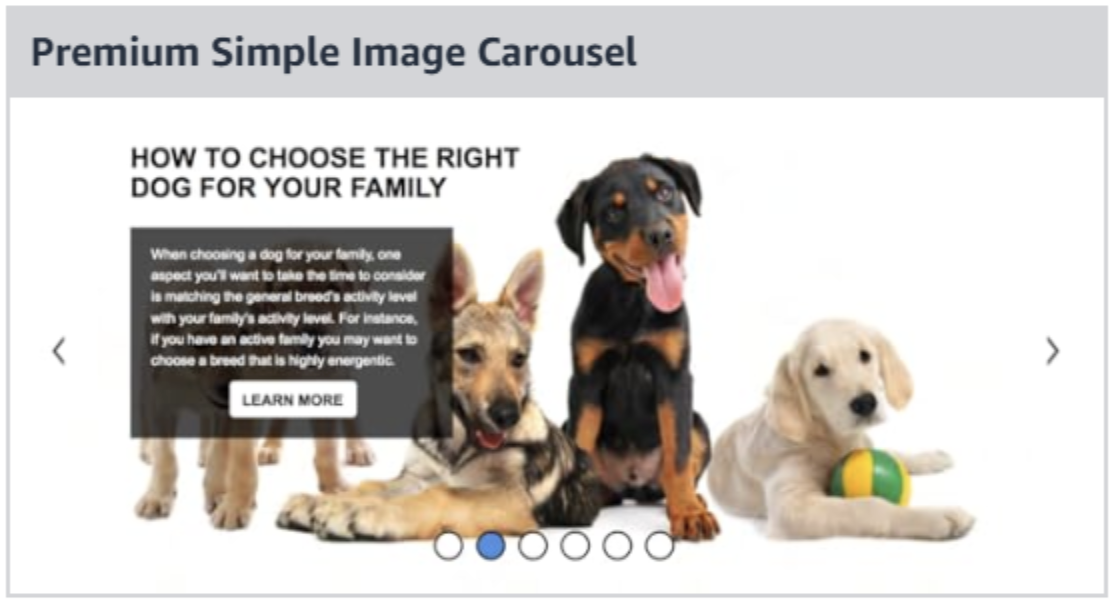 Premium Simple Image Carousel
HOW TO CHOOSE THE RIGHT
DOG FOR YOUR FAMILY
When choosing a dog for your family, one
aspect you'll want to take the time to consider
is matching the general breed's activity level
with your family's activity level. For instance,
if you have an active family you may want to
choose a breed that is highly energentic.
LEARN MORE